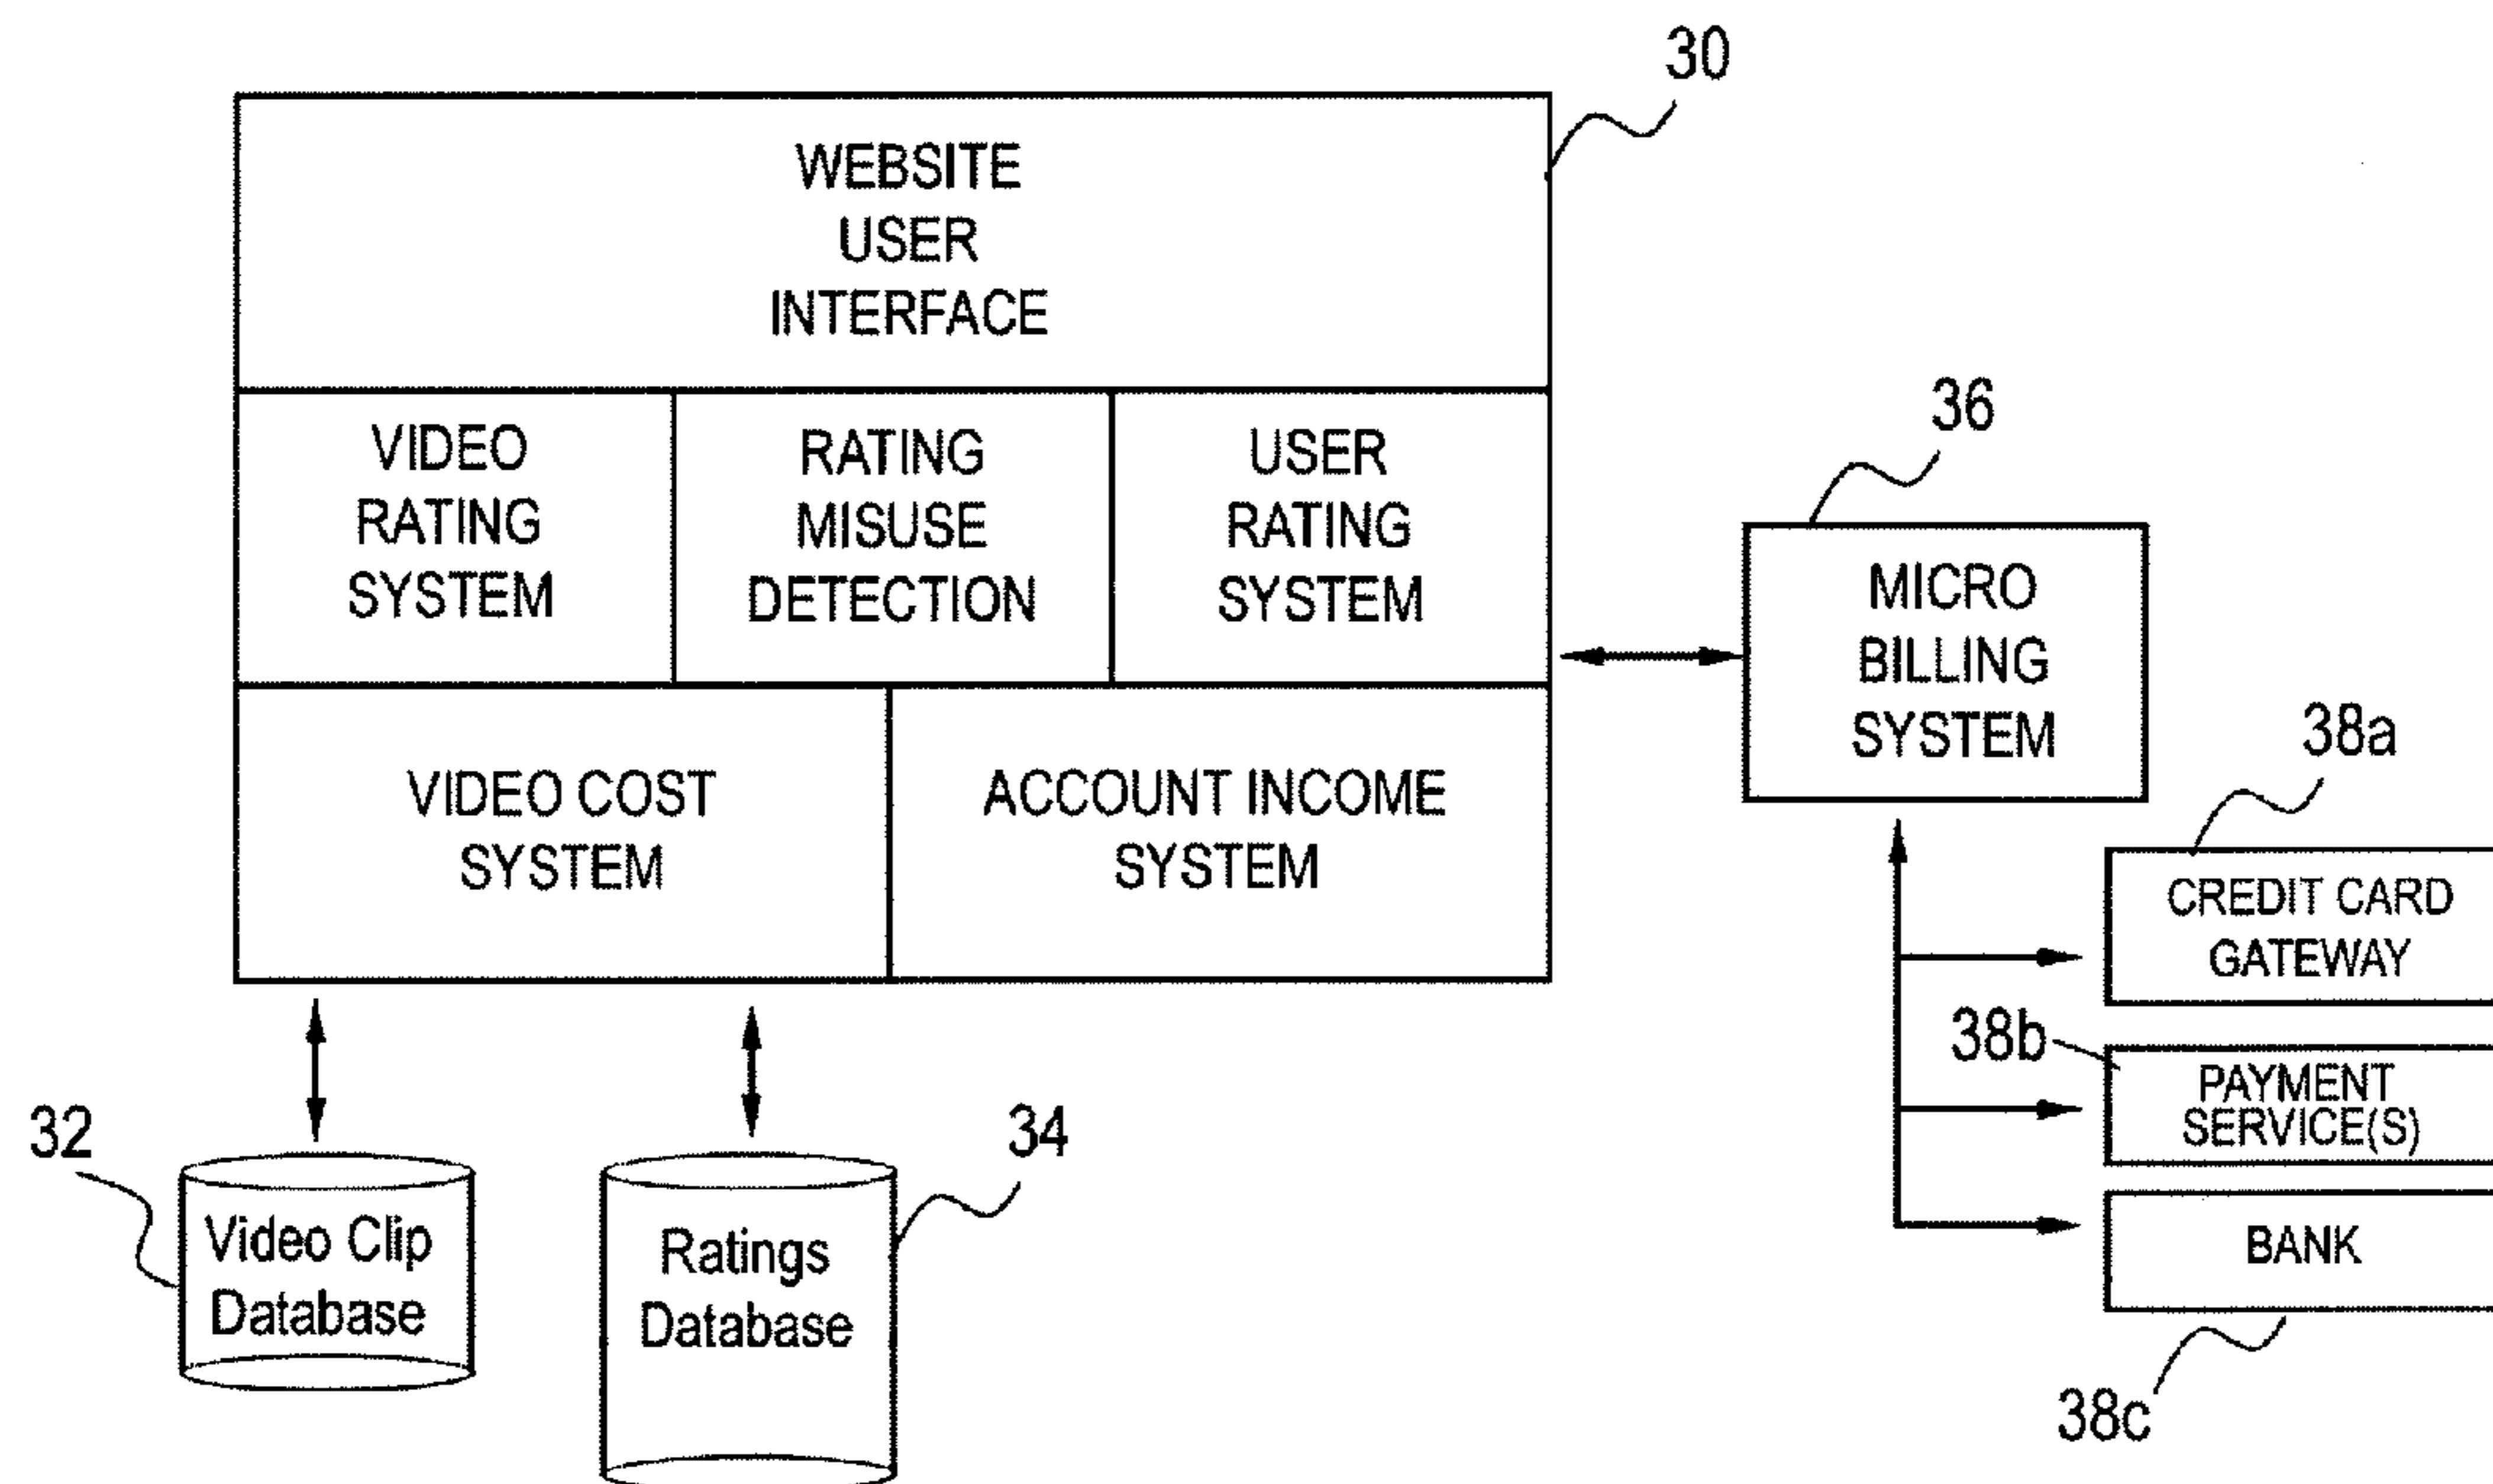 30
WEBSITE
USER
INTERFACE
VIDEO
RATING
SYSTEM
RATING
MISUSE
DETECTION
USER
RATING
SYSTEM
36
MICRO
BILLING
SYSTEM
VIDEO COST
SYSTEM
ACCOUNT INCOME
SYSTEM
38a
CREDIT CARD
GATEWAY
38b
PAYMENT
SERVICE(S)
BANK
38c
32
Video Clip
Database
34
Ratings
Database